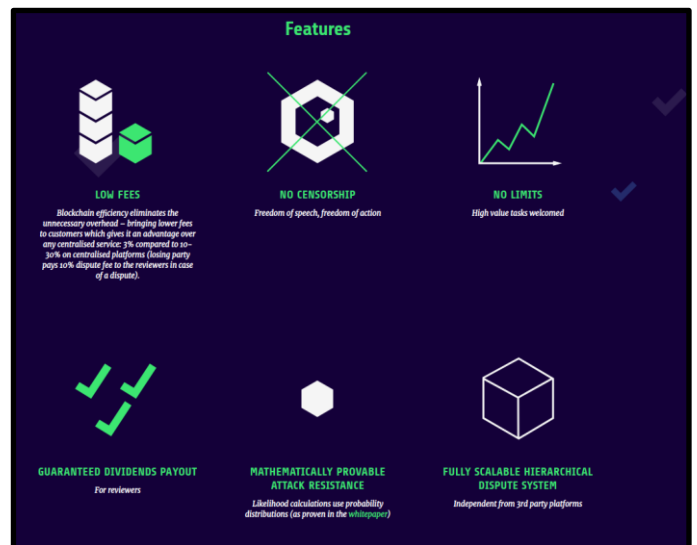 Features
LOW FEES
Blockchain efficiency eliminates the
unnecessary overhead – bringing lower fees
to customers which gives it an advantage over
any centralised service: 3% compared to 10–
30% on centralised platforms (losing party
pays 10% dispute fee to the reviewers in case
of a dispute).
NO CENSORSHIP
Freedom of speech, freedom of action
NO LIMITS
High value tasks welcomed
GUARANTEED DIVIDENDS PAYOUT
For reviewers
MATHEMATICALLY PROVABLE
ATTACK RESISTANCE
Likelihood calculations use probability
distributions (as proven in the whitepaper)
FULLY SCALABLE HIERARCHICAL
DISPUTE SYSTEM
Independent from 3rd party platforms